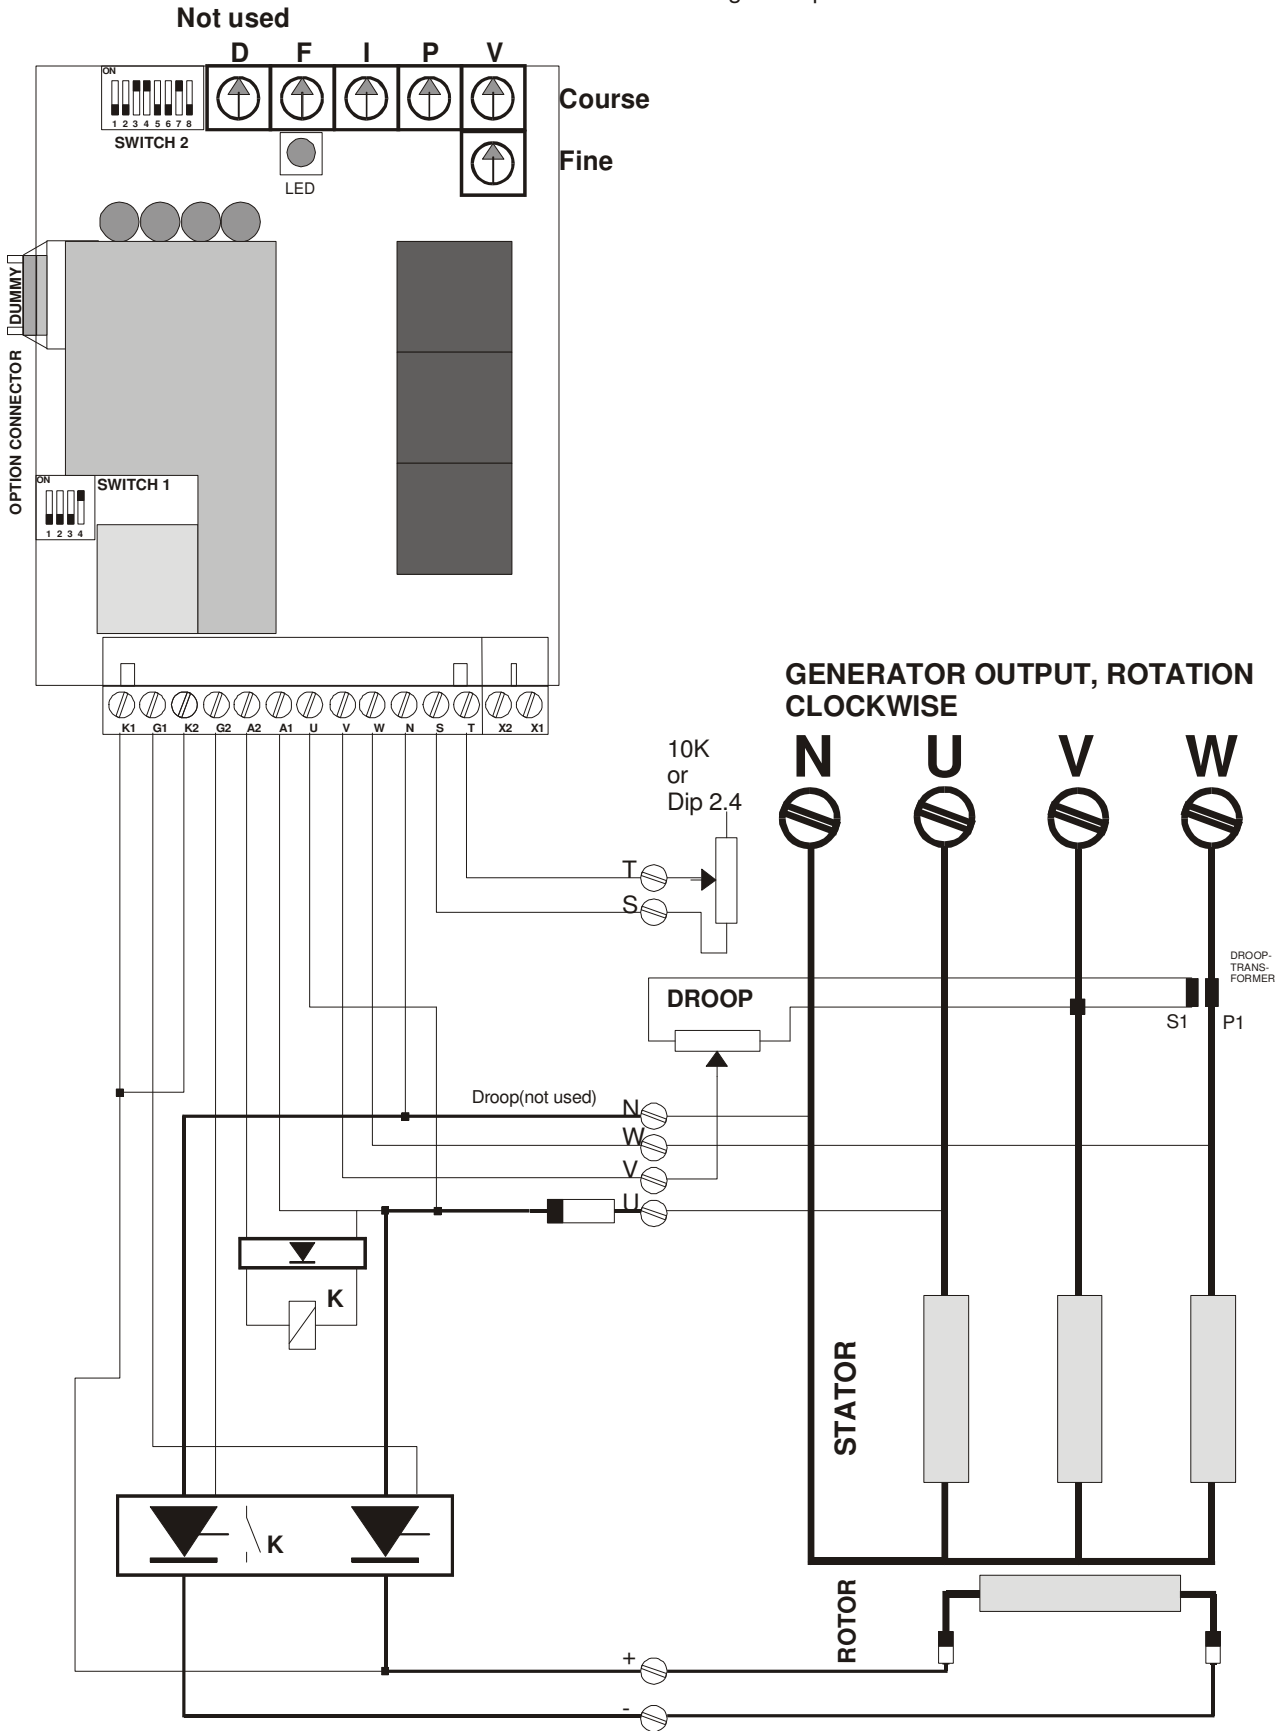 Not used
D F I P V
ON
1 2 3 4 5 6 7 8
SWITCH 2
Course
Fine
LED
DUMMY
OPTION CONNECTOR
ON
SWITCH 1
1 2 3 4
K1 G1 K2 G2 A2 A1 U V W N S T X2 X1
GENERATOR OUTPUT, ROTATION
CLOCKWISE
N U V W
10K
or
Dip 2.4
T
S
DROOP-
TRANS-
FORMER
DROOP
S1 P1
Droop(not used)
N
W
V
U
K
STATOR
K
ROTOR
+
-